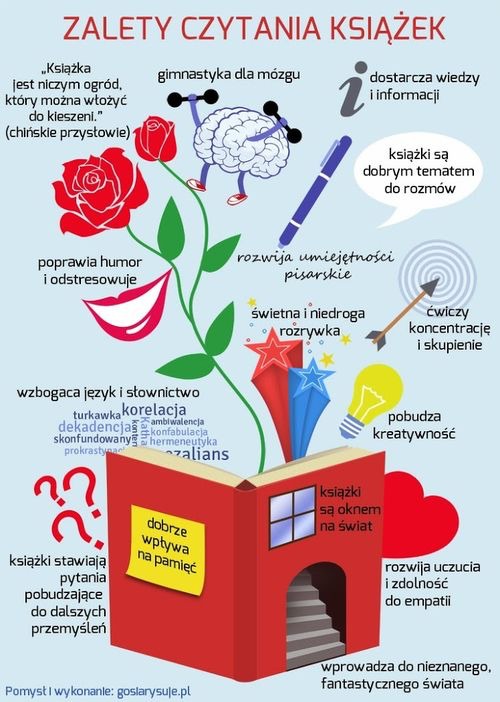 ZALETY CZYTANIA KSIĄŻEK
„Książka
jest niczym ogród,
który można włożyć
do kieszeni.”
(chińskie przysłowie)
gimnastyka dla mózgu
dostarcza wiedzy
i informacji
książki są
dobrym tematem
do rozmów
rozwija umiejętności
pisarskie
poprawia humor
i odstresowuje
świetna i niedroga
rozrywka
ćwiczy
koncentrację
i skupienie
wzbogaca język i słownictwo
turkawka
korelacja
dekadencja
ambiwalencja
konfabulacja
skonfundowany
hermeneutyka
pobudza
kreatywność
książki
są oknem
na świat
dobrze
wpływa
na pamięć
książki stawiają
pytania
pobudzające
do dalszych
przemyśleń
rozwija uczucia
i zdolność
do empatii
wprowadza do nieznanego,
fantastycznego świata
Pomysł i wykonanie: goslarysuje.pl